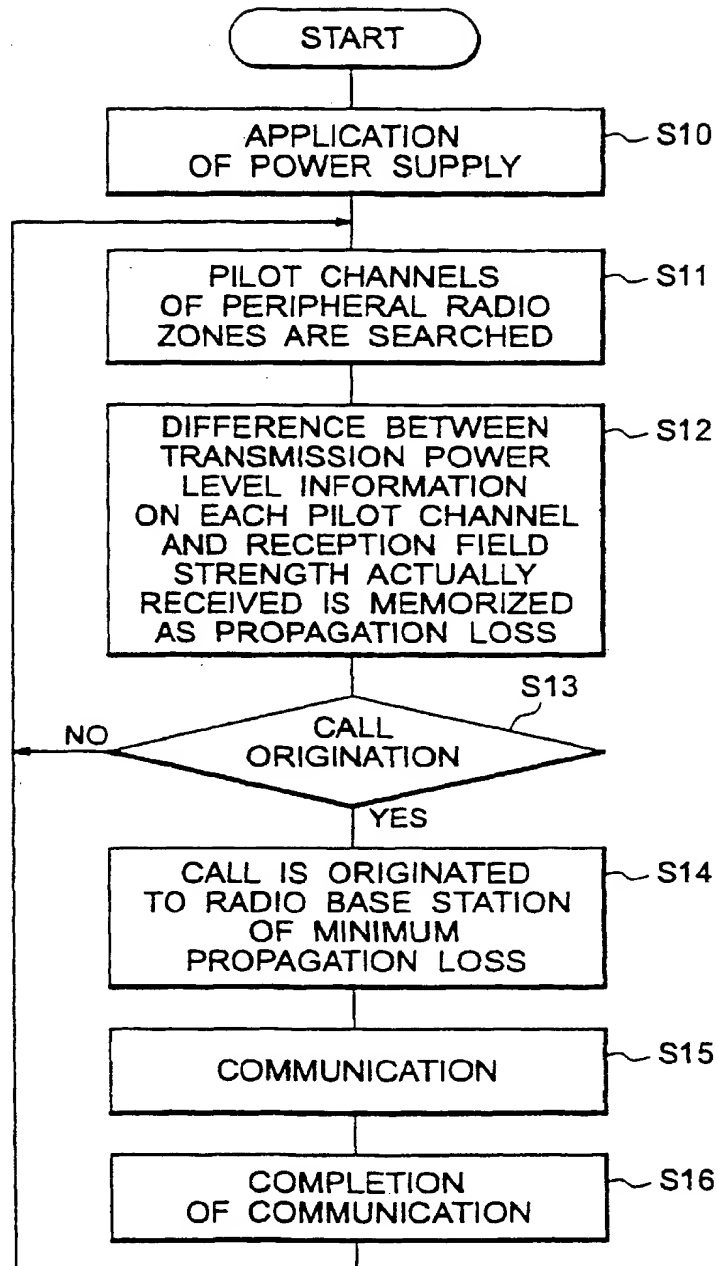 START
APPLICATION
OF POWER SUPPLY
S10
PILOT CHANNELS
OF PERIPHERAL RADIO
ZONES ARE SEARCHED
S11
DIFFERENCE BETWEEN
TRANSMISSION POWER
LEVEL INFORMATION
ON EACH PILOT CHANNEL
AND RECEPTION FIELD
STRENGTH ACTUALLY
RECEIVED IS MEMORIZED
AS PROPAGATION LOSS
S12
S13
CALL
ORIGINATION
NO
YES
CALL IS ORIGINATED
TO RADIO BASE STATION
OF MINIMUM
PROPAGATION LOSS
S14
COMMUNICATION
S15
COMPLETION
OF COMMUNICATION
S16